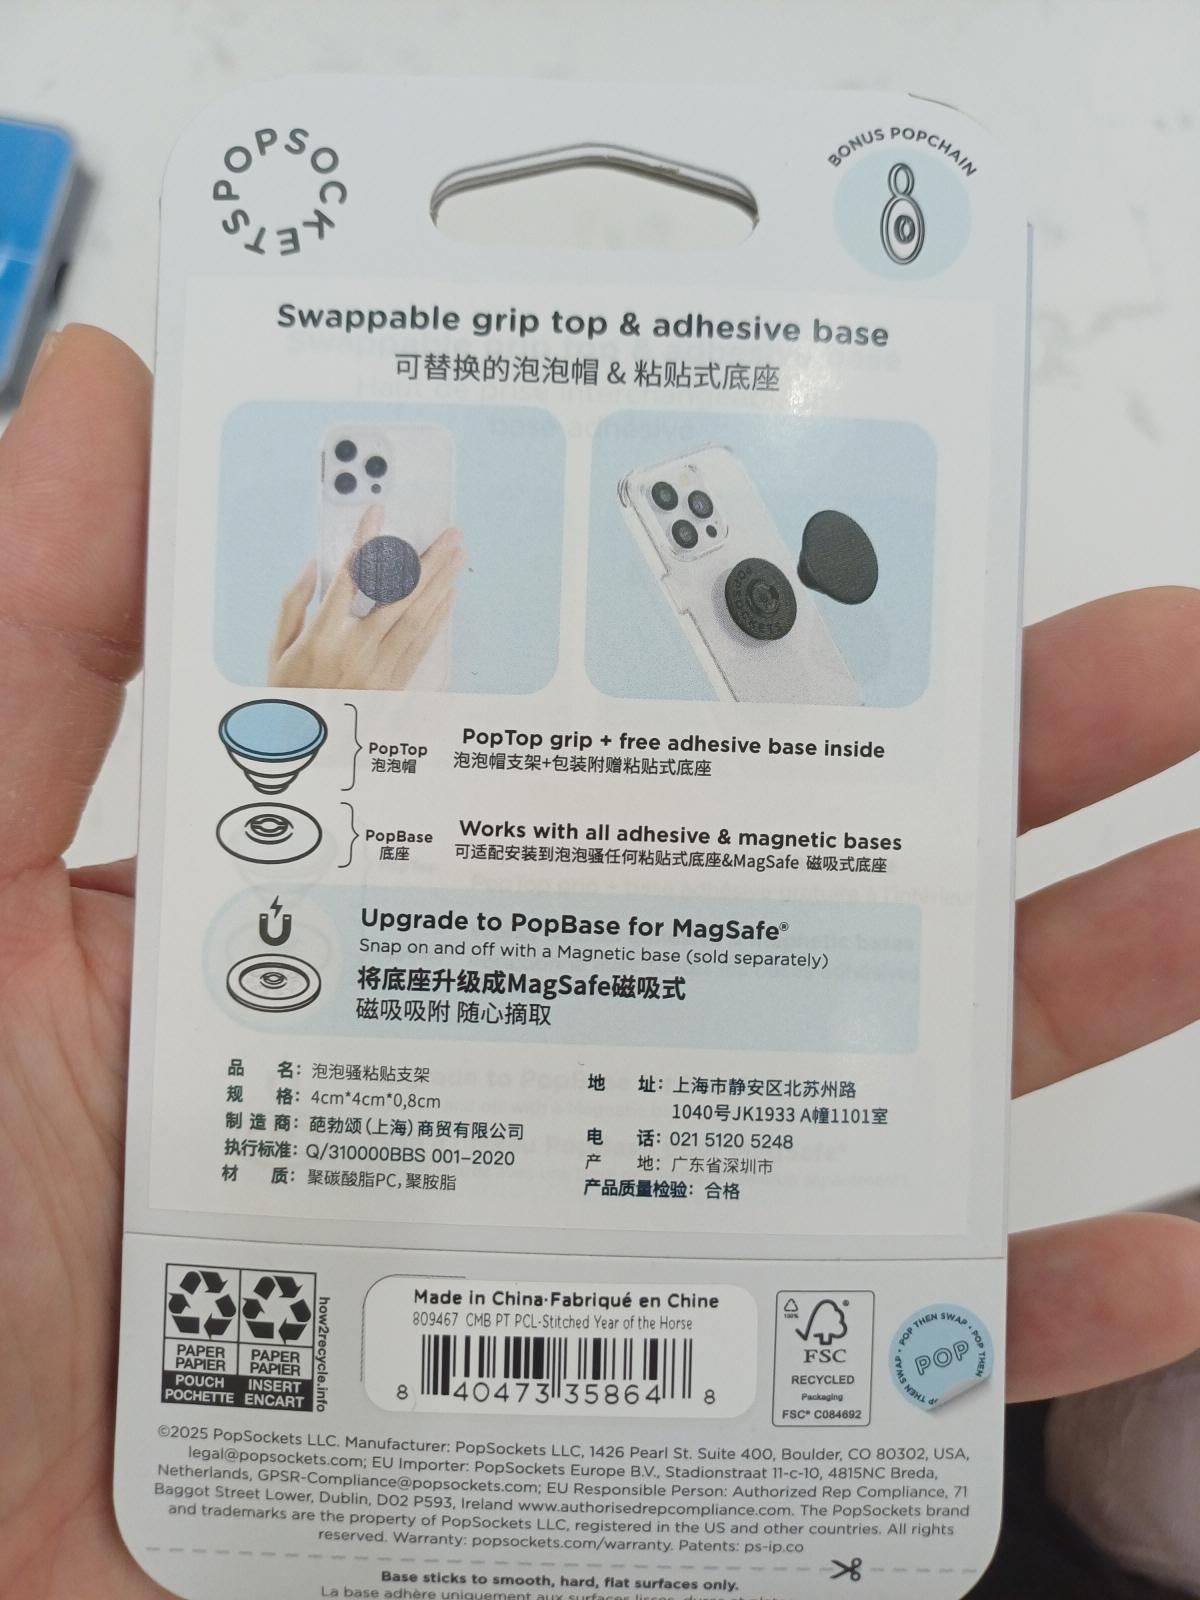 POPSOCKETS
BONUS POPCHAIN
Swappable grip top & adhesive base
可替换的泡泡帽 & 粘贴式底座
PopTop
泡泡帽
PopTop grip + free adhesive base inside
泡泡帽支架+包装附赠粘贴式底座
PopBase
底座
Works with all adhesive & magnetic bases
可适配安装到泡泡骚任何粘贴式底座&MagSafe 磁吸式底座
Upgrade to PopBase for MagSafe®
Snap on and off with a Magnetic base (sold separately)
将底座升级成MagSafe磁吸式
磁吸吸附 随心摘取
品 名：泡泡骚粘贴支架
规 格：4cm*4cm*0,8cm
制 造 商：葩勃颂（上海）商贸有限公司
执行标准：Q/310000BBS 001-2020
材 质：聚碳酸脂PC，聚胺脂
地 址：上海市静安区北苏州路
1040号JK1933 A幢1101室
电 话：021 5120 5248
产 地：广东省深圳市
产品质量检验：合格
PAPER
PAPIER
POUCH
POCHETTE
PAPER
PAPIER
INSERT
ENCART
how2recycle.info
Made in China·Fabriqué en Chine
809467 CMB PT PCL-Stitched Year of the Horse
8 40473 35864 8
100%
FSC
RECYCLED
Packaging
FSC® C084692
POP THEN SWAP • POP THEN SWAP •
POP
©2025 PopSockets LLC. Manufacturer: PopSockets LLC, 1426 Pearl St. Suite 400, Boulder, CO 80302, USA,
legal@popsockets.com; EU Importer: PopSockets Europe B.V., Stadionstraat 11-c-10, 4815NC Breda,
Netherlands, GPSR-Compliance@popsockets.com; EU Responsible Person: Authorized Rep Compliance, 71
Baggot Street Lower, Dublin, D02 P593, Ireland www.authorisedrepcompliance.com. The PopSockets brand
and trademarks are the property of PopSockets LLC, registered in the US and other countries. All rights
reserved. Warranty: popsockets.com/warranty. Patents: ps-ip.co
Base sticks to smooth, hard, flat surfaces only.
La base adhère uniquement aux surfaces lisses, dures et